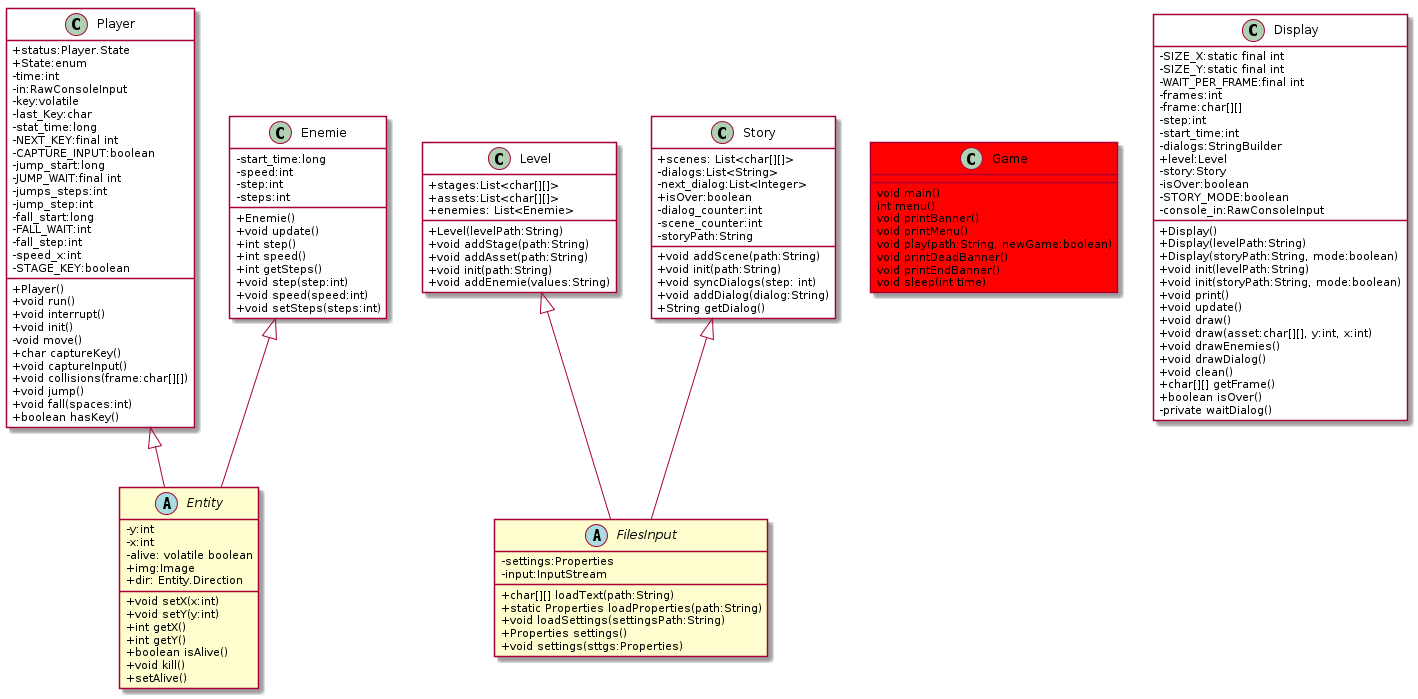 C Player
+status:Player.State
+State:enum
-time:int
-in:RawConsoleInput
-key:volatile
-last_Key:char
-stat_time:long
-NEXT_KEY:final int
-CAPTURE_INPUT:boolean
-jump_start:long
-JUMP_WAIT:final int
-jumps_steps:int
-jump_step:int
-fall_start:long
-FALL_WAIT:int
-fall_step:int
-speed_x:int
-STAGE_KEY:boolean
+Player()
+void run()
+void interrupt()
+void init()
-void move()
+char captureKey()
+void captureInput()
+void collisions(frame:char[][])
+void jump()
+void fall(spaces:int)
+boolean hasKey()
C Enemie
-start_time:long
-speed:int
-step:int
-steps:int
+Enemie()
+void update()
+int step()
+int speed()
+int getSteps()
+void step(step:int)
+void speed(speed:int)
+void setSteps(steps:int)
C Level
+stages:List<char[][]>
+assets:List<char[][]>
+enemies: List<Enemie>
+Level(levelPath:String)
+void addStage(path:String)
+void addAsset(path:String)
+void init(path:String)
+void addEnemie(values:String)
C Story
+scenes: List<char[][]>
-dialogs:List<String>
-next_dialog:List<Integer>
+isOver:boolean
-dialog_counter:int
-scene_counter:int
-storyPath:String
+void addScene(path:String)
+void init(path:String)
+void syncDialogs(step: int)
+void addDialog(dialog:String)
+String getDialog()
C Game
void main()
int menu()
void printBanner()
void printMenu()
void play(path:String, newGame:boolean)
void printDeadBanner()
void printEndBanner()
void sleep(int time)
C Display
-SIZE_X:static final int
-SIZE_Y:static final int
-WAIT_PER_FRAME:final int
-frames:int
-frame:char[][]
-step:int
-start_time:int
-dialogs:StringBuilder
+level:Level
-story:Story
-isOver:boolean
-STORY_MODE:boolean
-console_in:RawConsoleInput
+Display()
+Display(levelPath:String)
+Display(storyPath:String, mode:boolean)
+void init(levelPath:String)
+void init(storyPath:String, mode:boolean)
+void print()
+void update()
+void draw()
+void draw(asset:char[][], y:int, x:int)
+void drawEnemies()
+void drawDialog()
+void clean()
+char[][] getFrame()
+boolean isOver()
-private waitDialog()
A Entity
-y:int
-x:int
-alive: volatile boolean
+img:Image
+dir: Entity.Direction
+void setX(x:int)
+void setY(y:int)
+int getX()
+int getY()
+boolean isAlive()
+void kill()
+setAlive()
A FilesInput
-settings:Properties
-input:InputStream
+char[][] loadText(path:String)
+static Properties loadProperties(path:String)
+void loadSettings(settingsPath:String)
+Properties settings()
+void settings(sttgs:Properties)